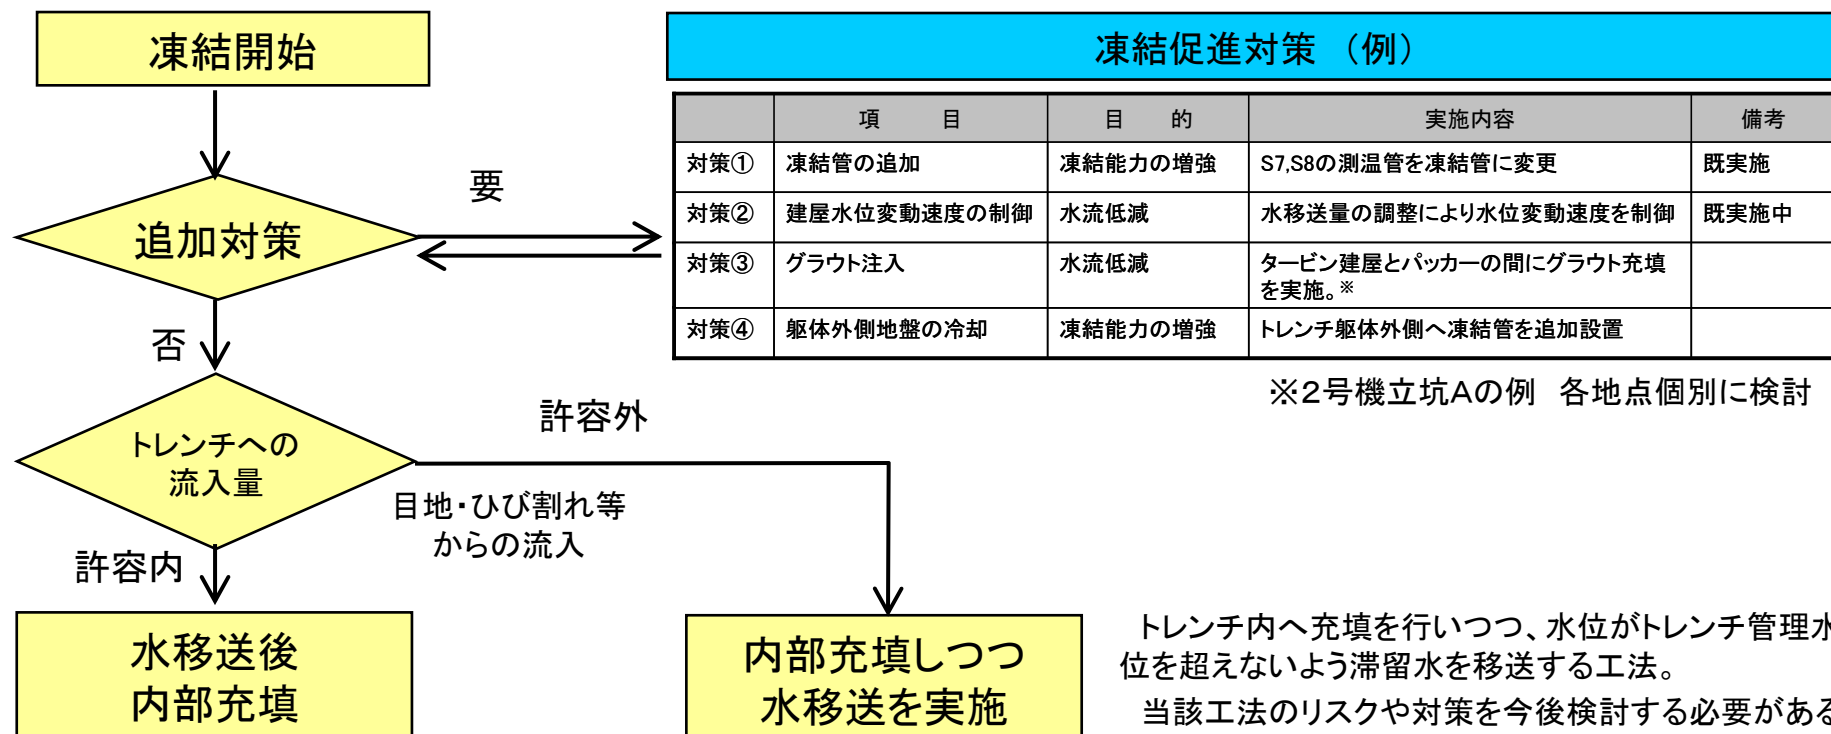 凍結開始
凍結促進対策 （例）
項 目 目 的 実施内容 備考
対策① 凍結管の追加 凍結能力の増強 S7,S8の測温管を凍結管に変更 既実施
対策② 建屋水位変動速度の制御 水流低減 水移送量の調整により水位変動速度を制御 既実施中
対策③ グラウト注入 水流低減 タービン建屋とパッカーの間にグラウト充填
を実施。※
対策④ 躯体外側地盤の冷却 凍結能力の増強 トレンチ躯体外側へ凍結管を追加設置
※２号機立坑Ａの例 各地点個別に検討
要
追加対策
否
トレンチへの
流入量
許容外
目地・ひび割れ等
からの流入
許容内
水移送後
内部充填
内部充填しつつ
水移送を実施
トレンチ内へ充填を行いつつ、水位がトレンチ管理水
位を超えないよう滞留水を移送する工法。
当該工法のリスクや対策を今後検討する必要がある